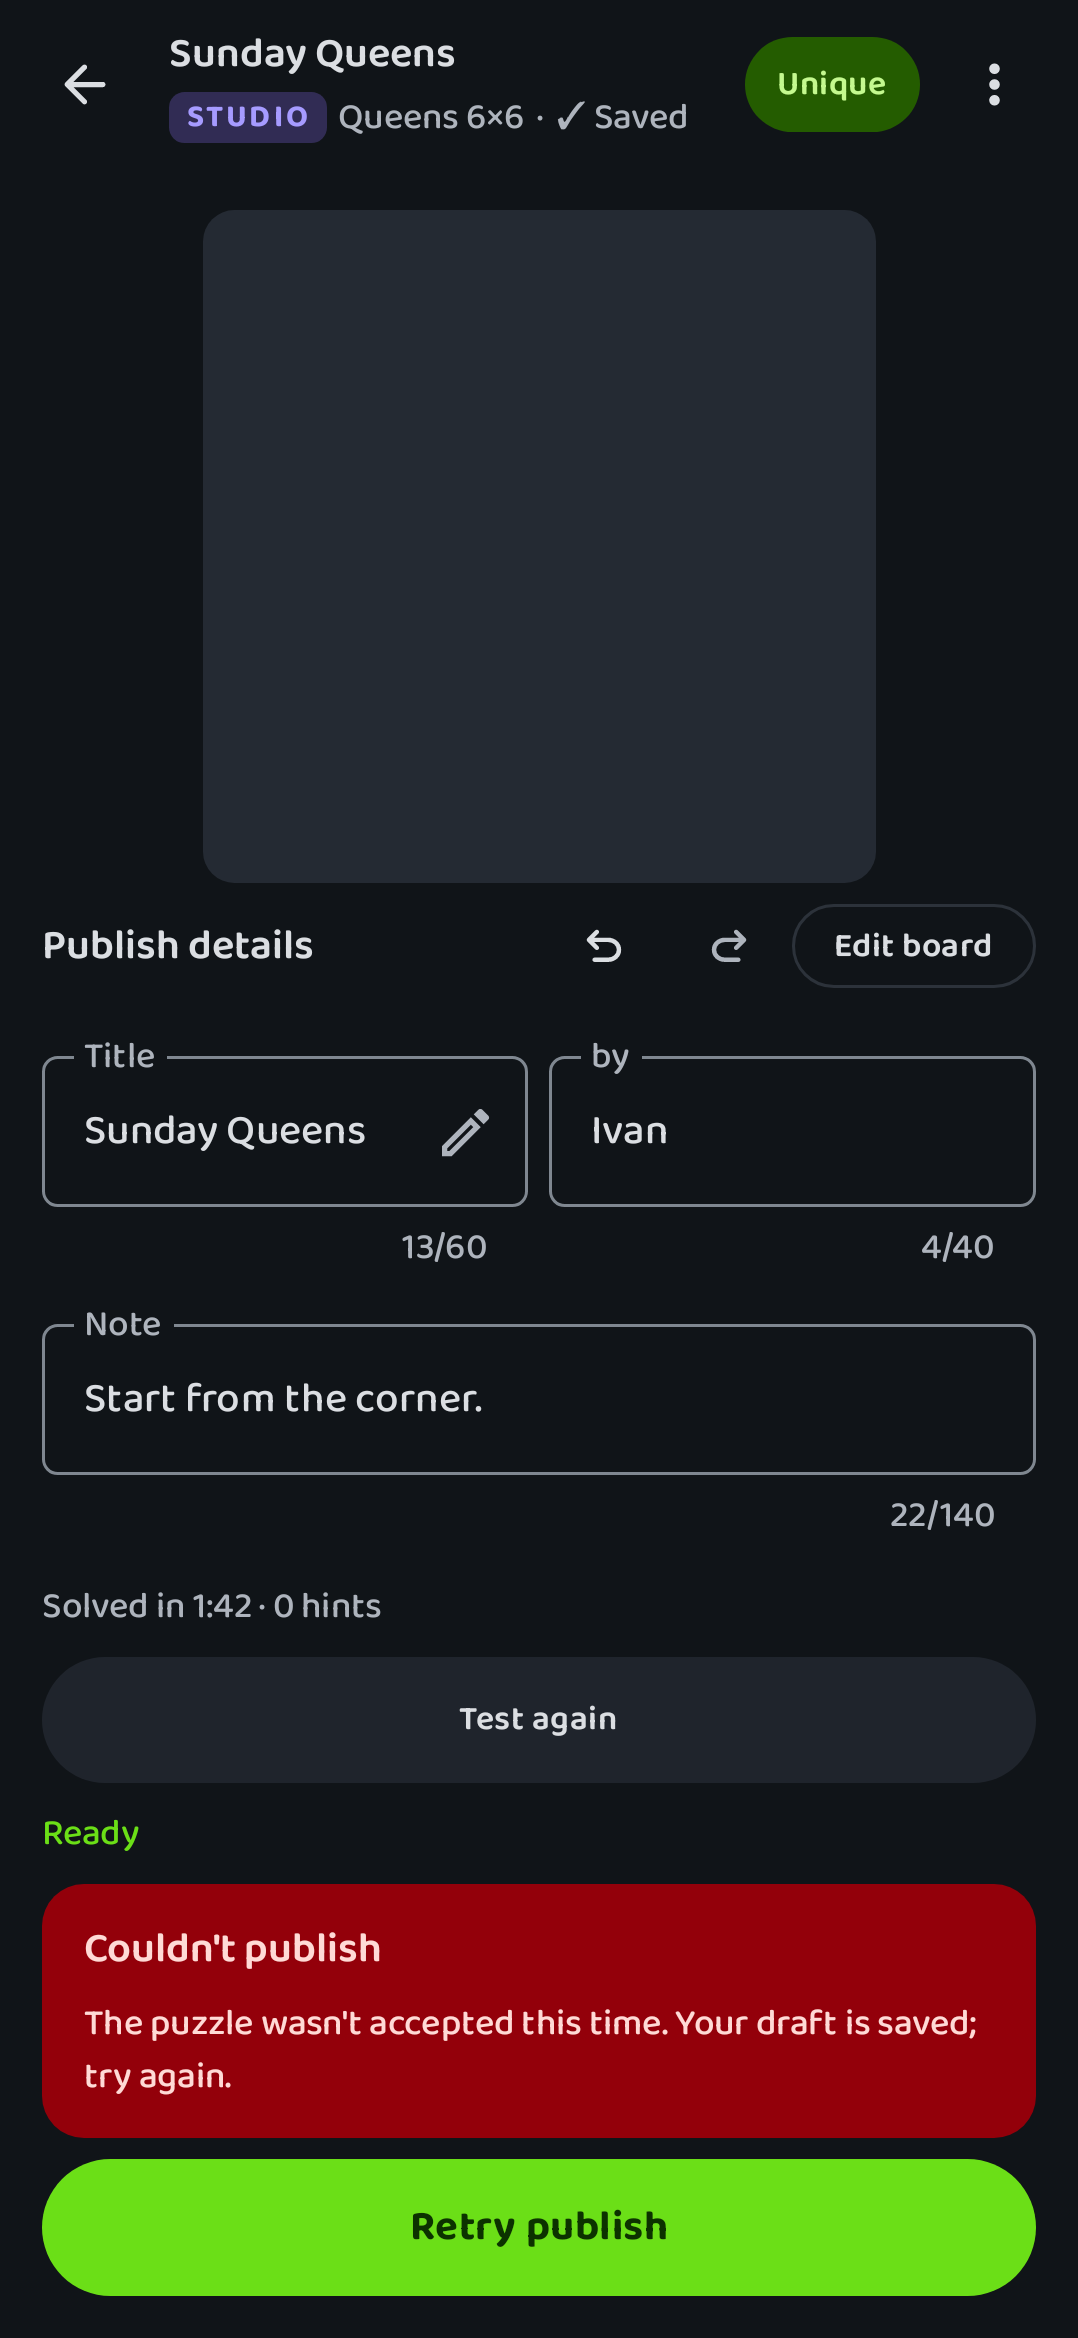 Sunday Queens
STUDIO Queens 6×6 · ✓ Saved
Unique
Publish details
Edit board
Title
Sunday Queens
13/60
by
Ivan
4/40
Note
Start from the corner.
22/140
Solved in 1:42 · 0 hints
Test again
Ready
Couldn't publish
The puzzle wasn't accepted this time. Your draft is saved;
try again.
Retry publish